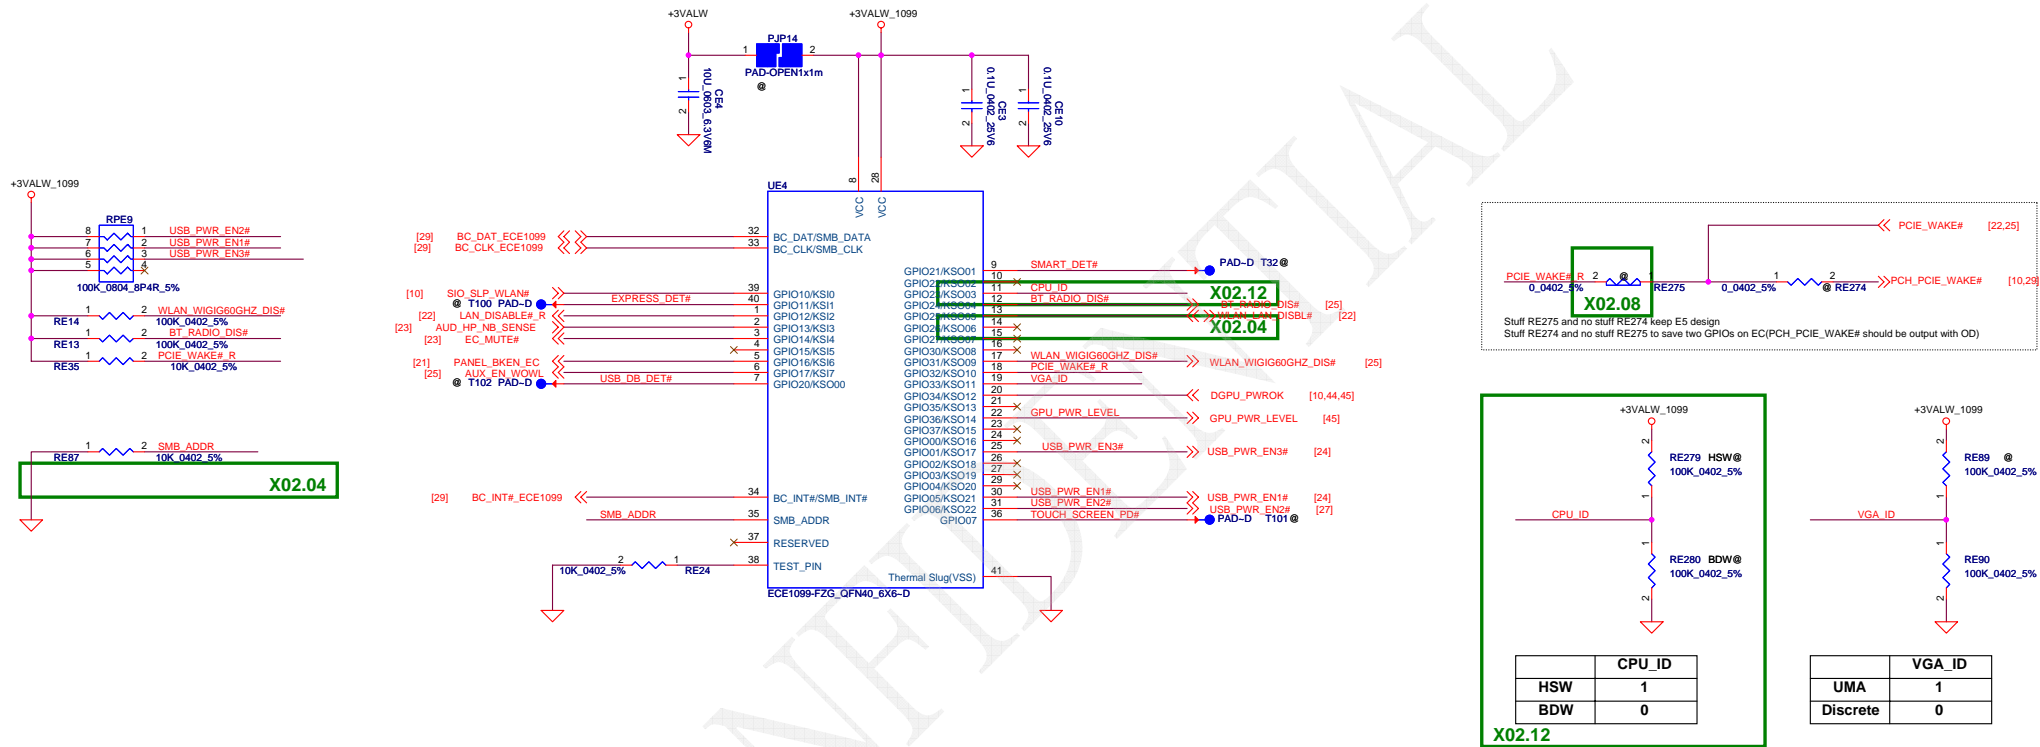 +3VALW
+3VALW_1099
PJP14
1 2
PAD-OPEN1x1m
@
1
2
CE4
10U_0603_6.3V6M
1
2
CE3
0.1U_0402_25V6
1
2
CE10
0.1U_0402_25V6
+3VALW_1099
RPE9
8 1 USB_PWR_EN2#
7 2 USB_PWR_EN1#
6 3 USB_PWR_EN3#
5 4
100K_0804_8P4R_5%
1 2 WLAN_WIGIG60GHZ_DIS#
RE14 100K_0402_5%
1 2 BT_RADIO_DIS#
RE13 100K_0402_5%
1 2 PCIE_WAKE#_R
RE35 10K_0402_5%
1 2 SMB_ADDR
RE87 10K_0402_5%
X02.04
UE4
8 VCC
28 VCC
[29] BC_DAT_ECE1099 32 BC_DAT/SMB_DATA
[29] BC_CLK_ECE1099 33 BC_CLK/SMB_CLK
[10] SIO_SLP_WLAN# 39 GPIO10/KSI0
@ T100 PAD~D EXPRESS_DET# 40 GPIO11/KSI1
[22] LAN_DISABLE#_R 1 GPIO12/KSI2
[23] AUD_HP_NB_SENSE 2 GPIO13/KSI3
[23] EC_MUTE# 3 GPIO14/KSI4
4 GPIO15/KSI5
[21] PANEL_BKEN_EC 5 GPIO16/KSI6
[25] AUX_EN_WOWL 6 GPIO17/KSI7
@ T102 PAD~D USB_DB_DET# 7 GPIO20/KSO00
[29] BC_INT#_ECE1099 34 BC_INT#/SMB_INT#
SMB_ADDR 35 SMB_ADDR
37 RESERVED
10K_0402_5% 2 1 RE24 38 TEST_PIN
GPIO21/KSO01 9 SMART_DET# PAD~D T32 @
GPIO22/KSO02 10
GPIO23/KSO03 11 CPU_ID X02.12
GPIO24/KSO04 12 BT_RADIO_DIS# BT_RADIO_DIS# [25]
GPIO25/KSO05 13 WLAN_LAN_DISBL# [22]
GPIO26/KSO06 14 X02.04
GPIO27/KSO07 15
GPIO30/KSO08 16
GPIO31/KSO09 17 WLAN_WIGIG60GHZ_DIS# WLAN_WIGIG60GHZ_DIS# [25]
GPIO32/KSO10 18 PCIE_WAKE#_R
GPIO33/KSO11 19 VGA_ID
GPIO34/KSO12 20 DGPU_PWROK [10,44,45]
GPIO35/KSO13 21
GPIO36/KSO14 22 GPU_PWR_LEVEL GPU_PWR_LEVEL [45]
GPIO37/KSO15 23
GPIO00/KSO16 24
GPIO01/KSO17 25 USB_PWR_EN3# USB_PWR_EN3# [24]
GPIO02/KSO18 26
GPIO03/KSO19 27
GPIO04/KSO20 29
GPIO05/KSO21 30 USB_PWR_EN1# USB_PWR_EN1# [24]
GPIO06/KSO22 31 USB_PWR_EN2# USB_PWR_EN2# [27]
GPIO07 36 TOUCH_SCREEN_PD# PAD~D T101 @
Thermal Slug(VSS) 41
ECE1099-FZG_QFN40_6X6~D
PCIE_WAKE# [22,25]
PCIE_WAKE#_R 2 @ 1 1 2 PCH_PCIE_WAKE# [10,29]
0_0402_5% RE275 0_0402_5% @ RE274
X02.08
Stuff RE275 and no stuff RE274 keep E5 design
Stuff RE274 and no stuff RE275 to save two GPIOs on EC(PCH_PCIE_WAKE# should be output with OD)
+3VALW_1099
2
RE279 HSW@
100K_0402_5%
1
CPU_ID
1
RE280 BDW@
100K_0402_5%
2
CPU_ID
HSW 1
BDW 0
X02.12
+3VALW_1099
2
RE89 @
100K_0402_5%
1
VGA_ID
1
RE90
100K_0402_5%
2
VGA_ID
UMA 1
Discrete 0
NFIDENTIAL